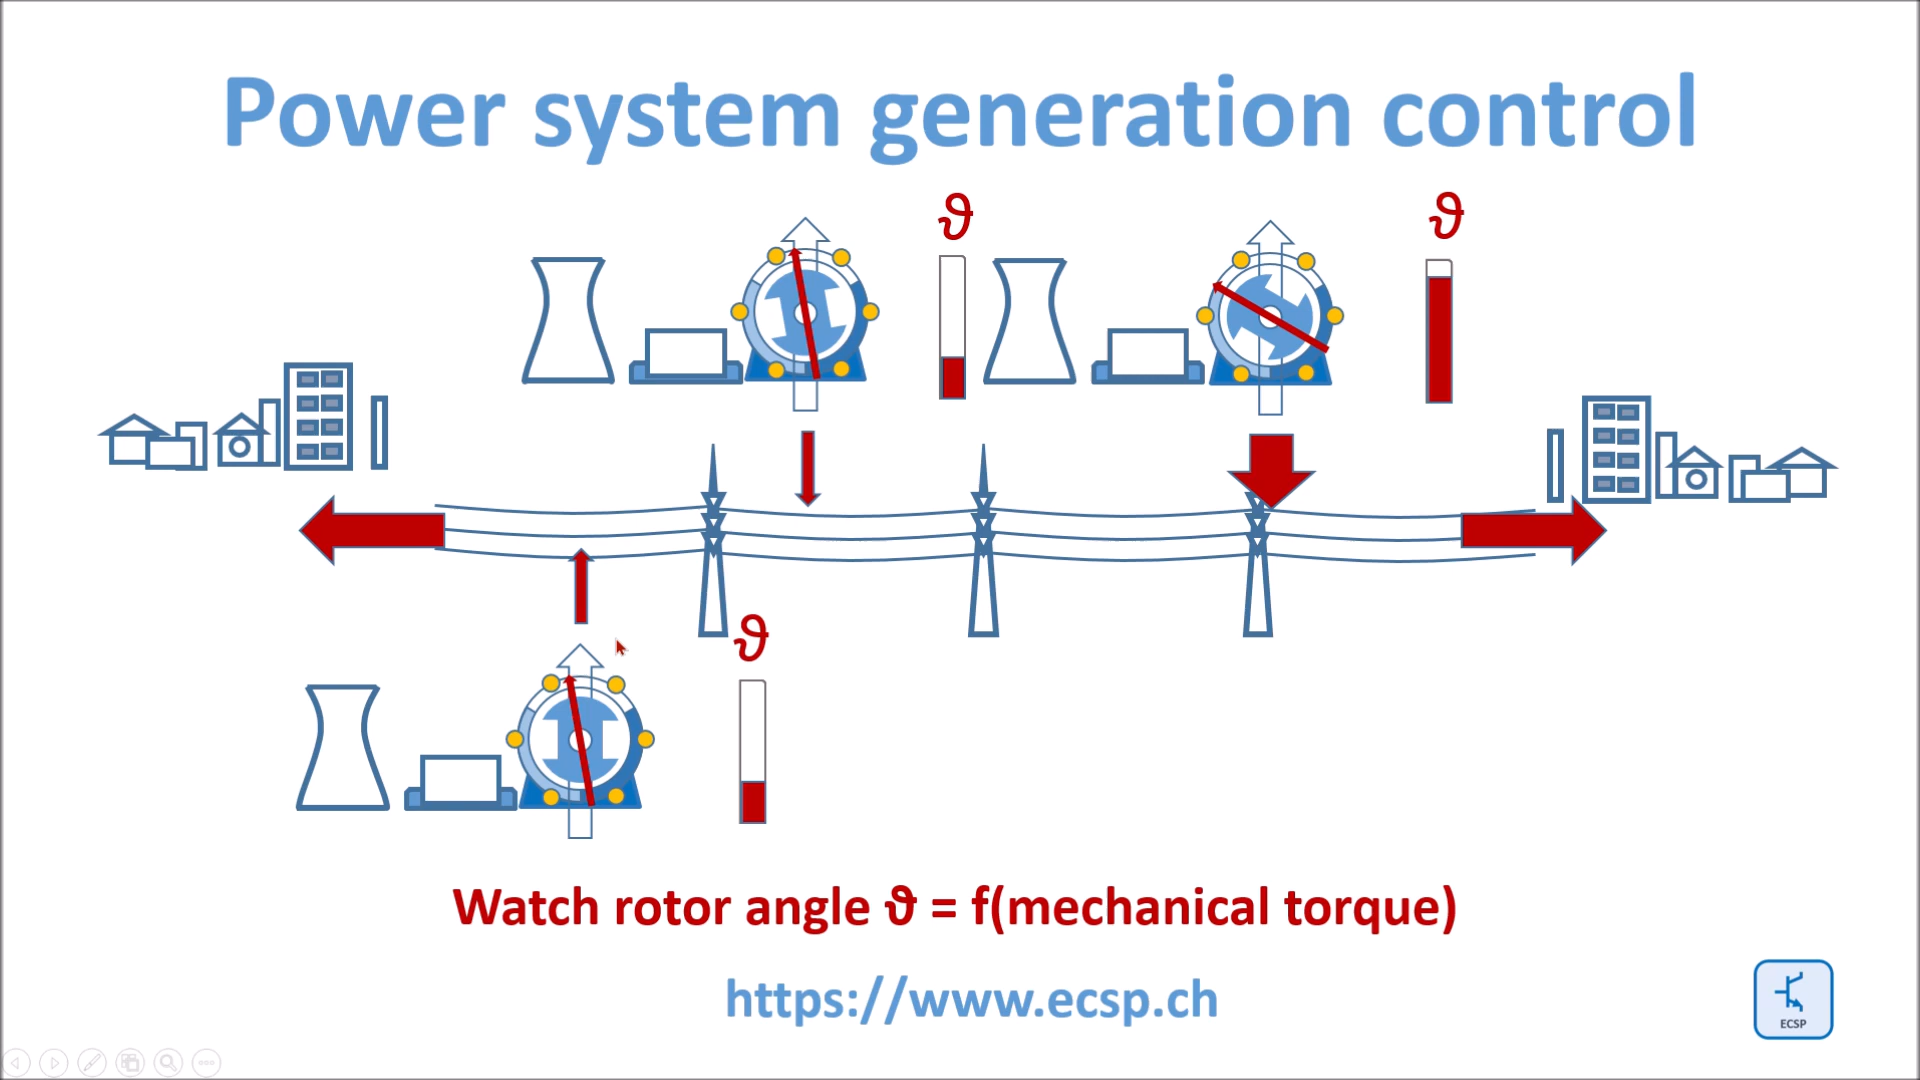 Power system generation control
ϑ
ϑ
ϑ
Watch rotor angle ϑ = f(mechanical torque)
https://www.ecsp.ch
ECSP